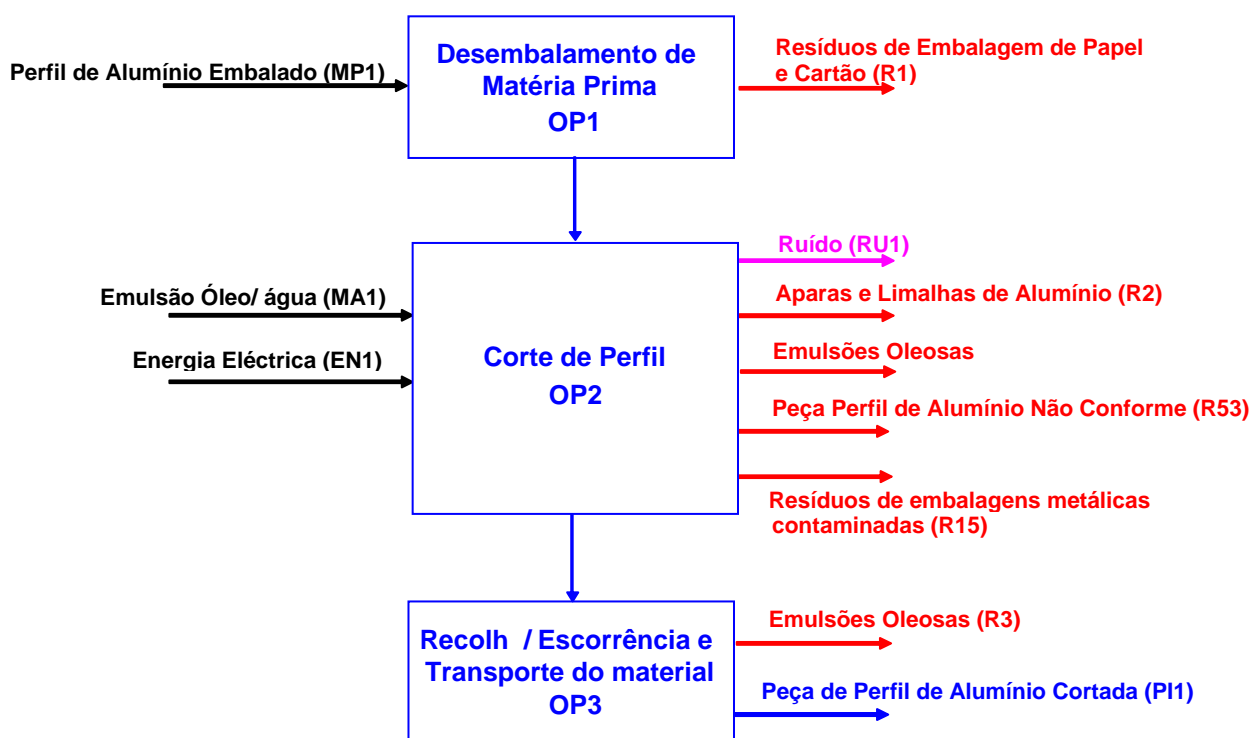 Perfil de Alumínio Embalado (MP1)
Desembalamento de
Matéria Prima
OP1
Resíduos de Embalagem de Papel
e Cartão (R1)
Emulsão Óleo/ água (MA1)
Energia Eléctrica (EN1)
Corte de Perfil
OP2
Ruído (RU1)
Aparas e Limalhas de Alumínio (R2)
Emulsões Oleosas
Peça Perfil de Alumínio Não Conforme (R53)
Resíduos de embalagens metálicas
contaminadas (R15)
Recolh / Escorrência e
Transporte do material
OP3
Emulsões Oleosas (R3)
Peça de Perfil de Alumínio Cortada (PI1)